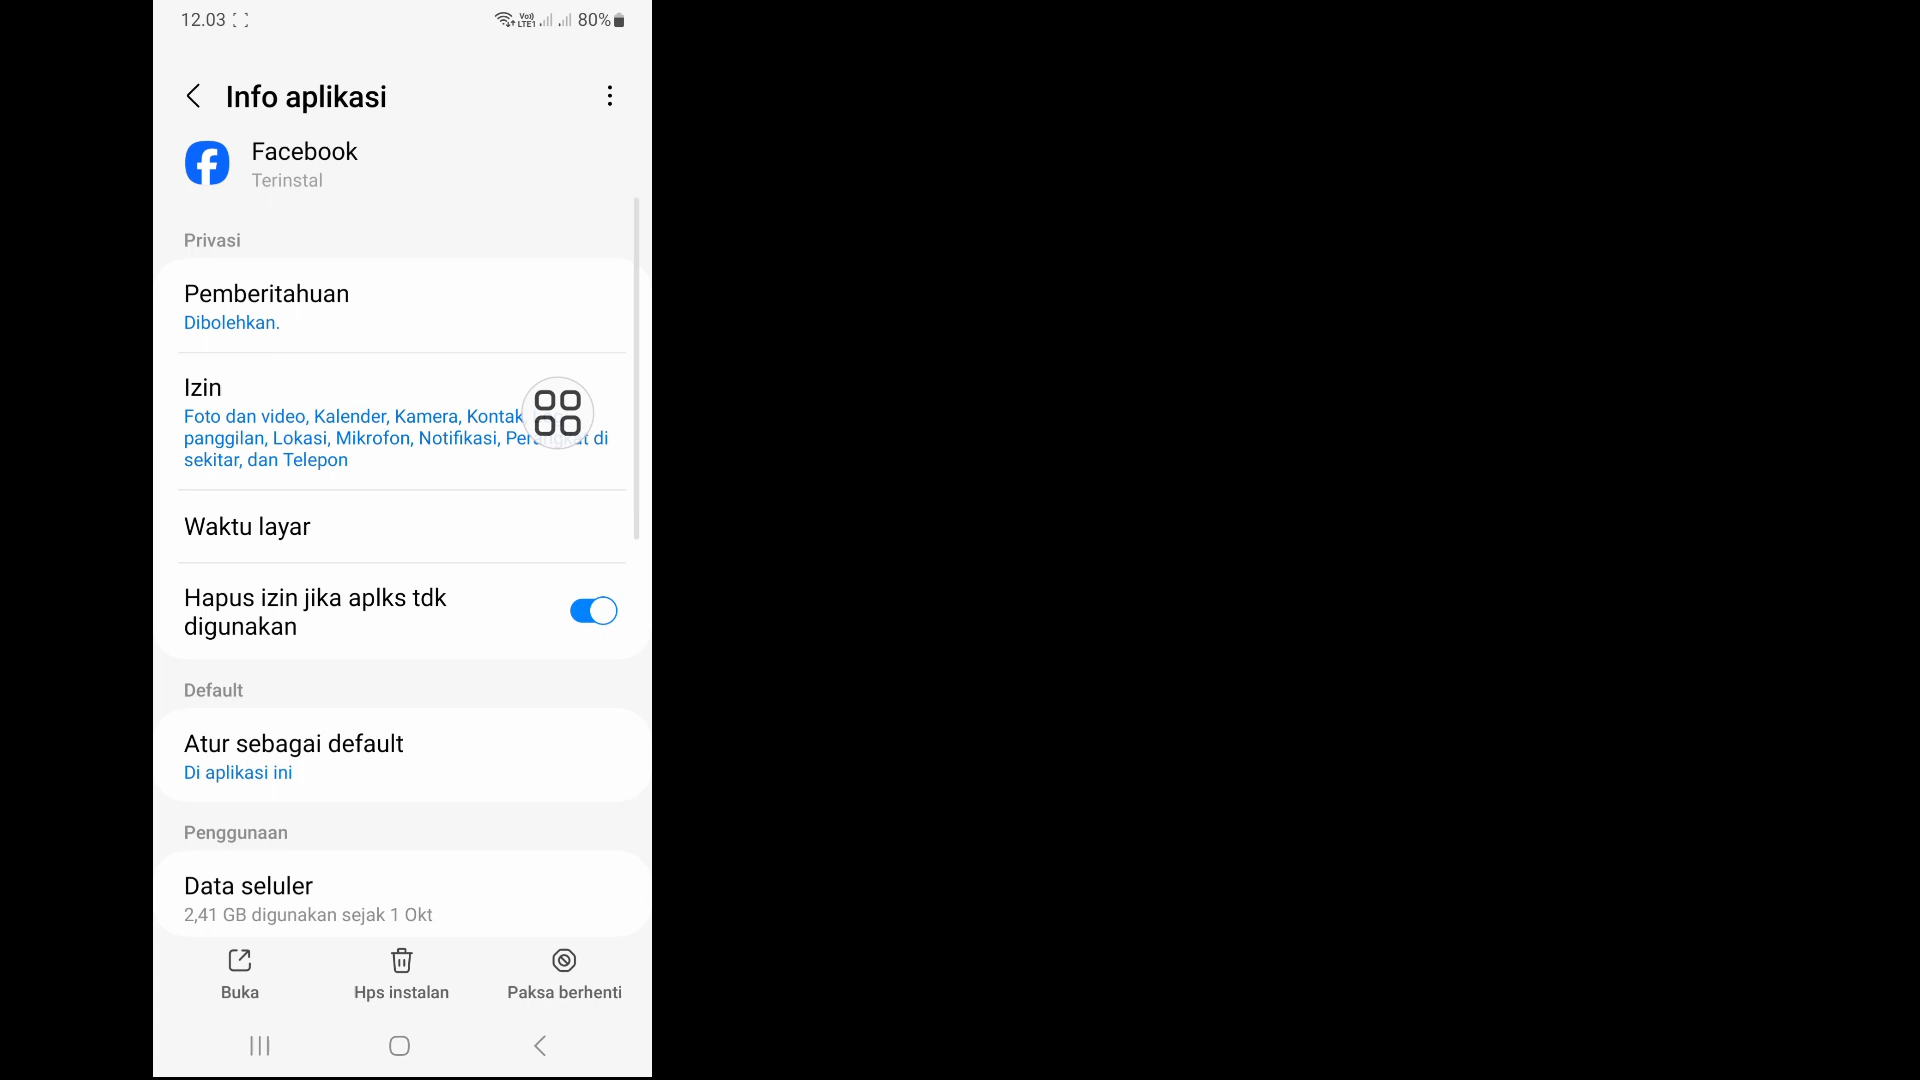 12.03
Vo))
LTE1
80%
Info aplikasi
Facebook
Terinstal
Privasi
Pemberitahuan
Dibolehkan.
Izin
Foto dan video, Kalender, Kamera, Kontak
panggilan, Lokasi, Mikrofon, Notifikasi, di
sekitar, dan Telepon
Waktu layar
Hapus izin jika aplks tdk
digunakan
Default
Atur sebagai default
Di aplikasi ini
Penggunaan
Data seluler
2,41 GB digunakan sejak 1 Okt
Buka
Hps instalan
Paksa berhenti